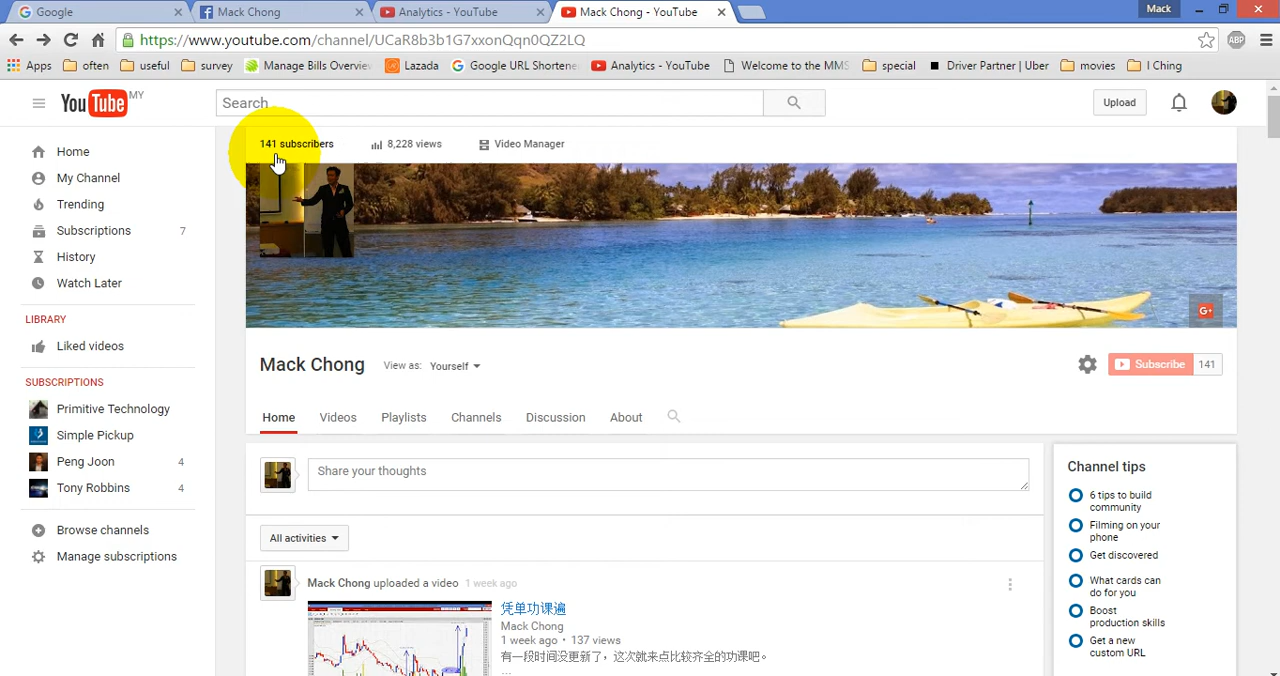 Google
Mack Chong
Analytics - YouTube
Mack Chong - YouTube
Mack
https://www.youtube.com/channel/UCaR8b3b1G7xxonQqn0QZ2LQ
ABP
Apps
often
useful
survey
Manage Bills Overview
Lazada
Google URL Shortene
Analytics - YouTube
Welcome to the MMS
special
Driver Partner | Uber
movies
I Ching
YouTube MY
Search
Upload
141 subscribers
8,228 views
Video Manager
Home
My Channel
Trending
Subscriptions 7
History
Watch Later
LIBRARY
Liked videos
SUBSCRIPTIONS
Primitive Technology
Simple Pickup
Peng Joon 4
Tony Robbins 4
Browse channels
Manage subscriptions
G+
Mack Chong
View as: Yourself
Subscribe 141
Home
Videos
Playlists
Channels
Discussion
About
Share your thoughts
All activities
Mack Chong uploaded a video 1 week ago
凭单功课遍
Mack Chong
1 week ago • 137 views
有一段时间没更新了，这次就来点比较齐全的功课吧。
...
Channel tips
6 tips to build
community
Filming on your
phone
Get discovered
What cards can
do for you
Boost
production skills
Get a new
custom URL